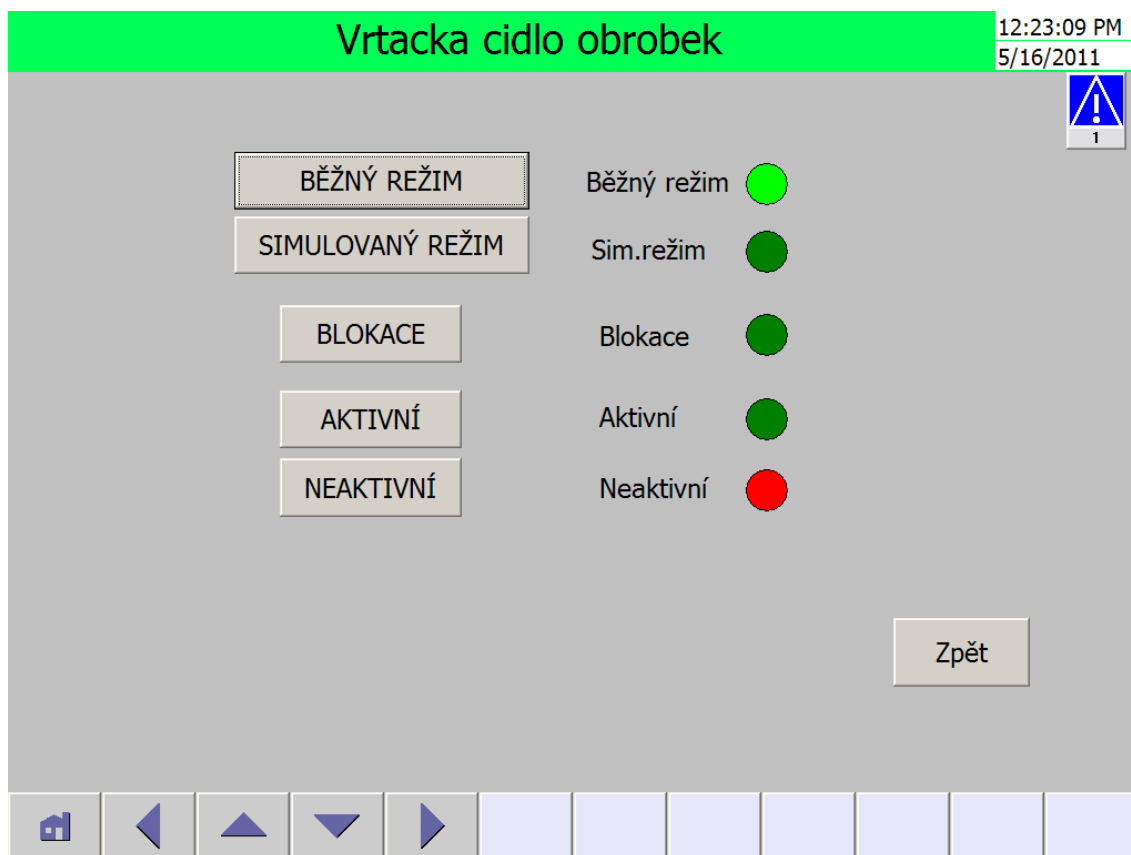 Vrtacka cidlo obrobek
12:23:09 PM
5/16/2011
1
BĚŽNÝ REŽIM
Běžný režim
SIMULOVANÝ REŽIM
Sim.režim
BLOKACE
Blokace
AKTIVNÍ
Aktivní
NEAKTIVNÍ
Neaktivní
Zpět